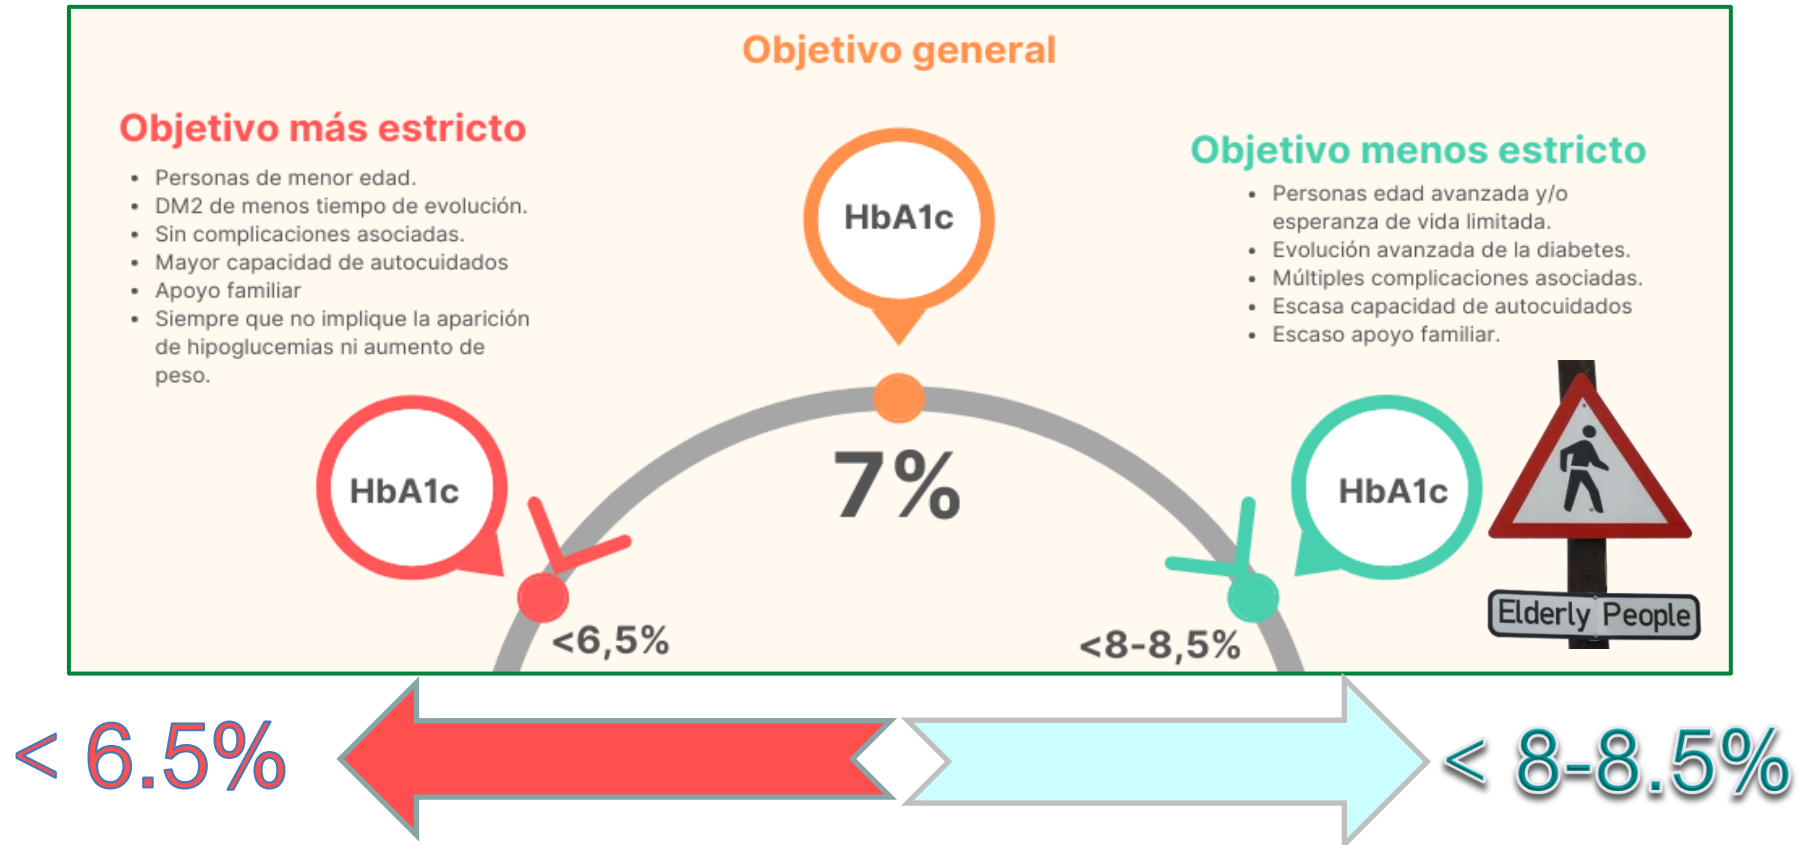 Objetivo general
Objetivo más estricto
• Personas de menor edad.
• DM2 de menos tiempo de evolución.
• Sin complicaciones asociadas.
• Mayor capacidad de autocuidados
• Apoyo familiar
• Siempre que no implique la aparición
de hipoglucemias ni aumento de
peso.
HbA1c
Objetivo menos estricto
• Personas edad avanzada y/o
esperanza de vida limitada.
• Evolución avanzada de la diabetes.
• Múltiples complicaciones asociadas.
• Escasa capacidad de autocuidados
• Escaso apoyo familiar.
HbA1c
7%
HbA1c
Elderly People
<6,5%
<8-8,5%
< 6.5%
< 8-8.5%